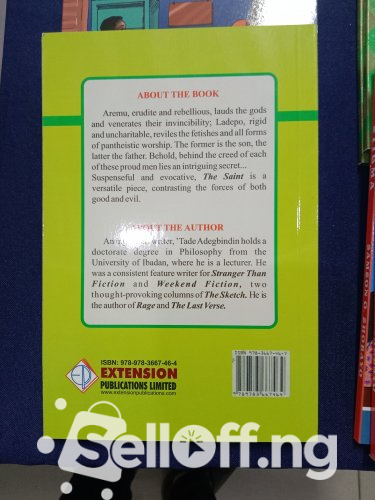 ABOUT THE BOOK
Aremu, erudite and rebellious, lauds the gods
and venerates their invincibility; Ladepo, rigid
and uncharitable, reviles the fetishes and all forms
of pantheistic worship. The former is the son, the
latter the father. Behold, behind the creed of each
of these proud men lies an intriguing secret...
Suspenseful and evocative, The Saint is a
versatile piece, contrasting the forces of both
good and evil.
ABOUT THE AUTHOR
writer, 'Tade Adegbindin holds a
doctorate degree in Philosophy from the
University of Ibadan, where he is a lecturer. He
was a consistent feature writer for Stranger Than
Fiction and Weekend Fiction, two
thought-provoking columns of The Sketch. He is
the author of Rage and The Last Verse.
ISBN: 978-978-3667-46-4
EXTENSION
PUBLICATIONS LIMITED
www.extensionpublications.com
ISBN 978-3667-46-7
SAMPSON O.
SellOff.ng